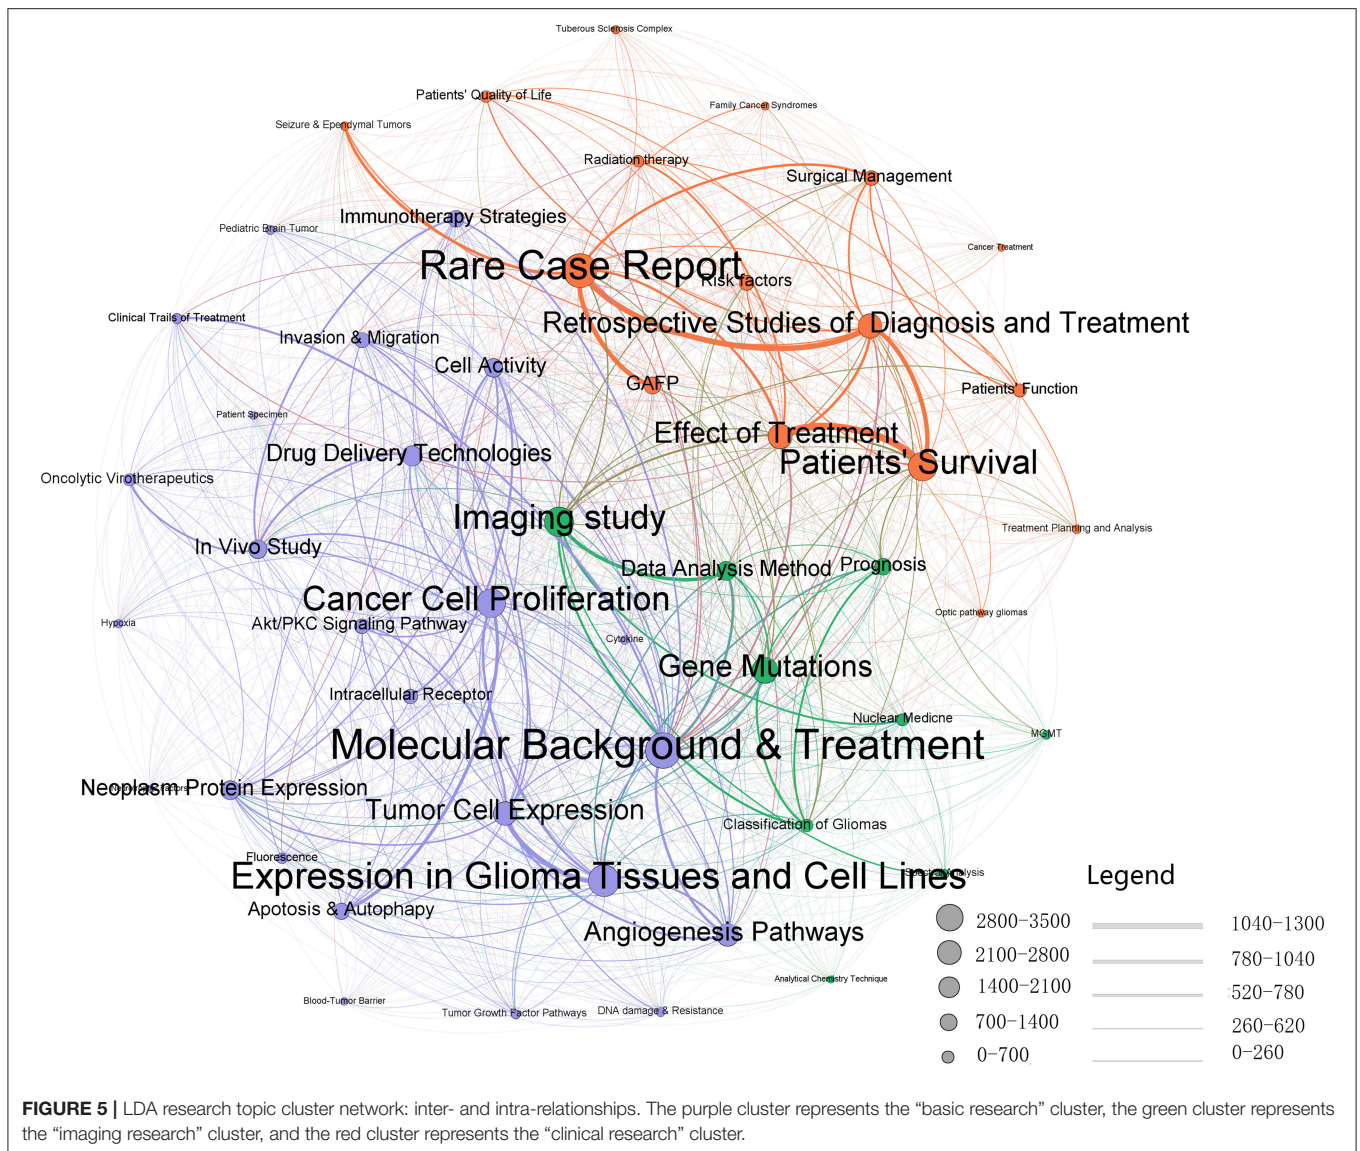 Tuberous Sclerosis Complex
Patients' Quality of Life
Family Cancer Syndromes
Seizure & Ependymal Tumors
Radiation therapy
Surgical Management
Immunotherapy Strategies
Pediatric Brain Tumor
Cancer Treatment
Rare Case Report
Risk factors
Clinical Trails of Treatment
Retrospective Studies of Diagnosis and Treatment
Invasion & Migration
Cell Activity
GAFP
Patients' Function
Patient Specimen
Effect of Treatment
Drug Delivery Technologies
Patients' Survival
Oncolytic Virotherapeutics
Imaging study
Treatment Planning and Analysis
In Vivo Study
Data Analysis Method
Prognosis
Cancer Cell Proliferation
Optic pathway gliomas
Hypoxia
Akt/PKC Signaling Pathway
Cytokine
Gene Mutations
Intracellular Receptor
Nuclear Medicne
MGMT
Molecular Background & Treatment
Neoplasm Protein Expression
Tumor Cell Expression
Classification of Gliomas
Fluorescence
Expression in Glioma Tissues and Cell Lines
Spectral Analysis
Apotosis & Autophapy
Angiogenesis Pathways
Analytical Chemistry Technique
Blood-Tumor Barrier
Tumor Growth Factor Pathways
DNA damage & Resistance
Legend
2800-3500
1040-1300
2100-2800
780-1040
1400-2100
520-780
700-1400
260-620
0-700
0-260
FIGURE 5 | LDA research topic cluster network: inter- and intra-relationships. The purple cluster represents the “basic research” cluster, the green cluster represents
the “imaging research” cluster, and the red cluster represents the “clinical research” cluster.